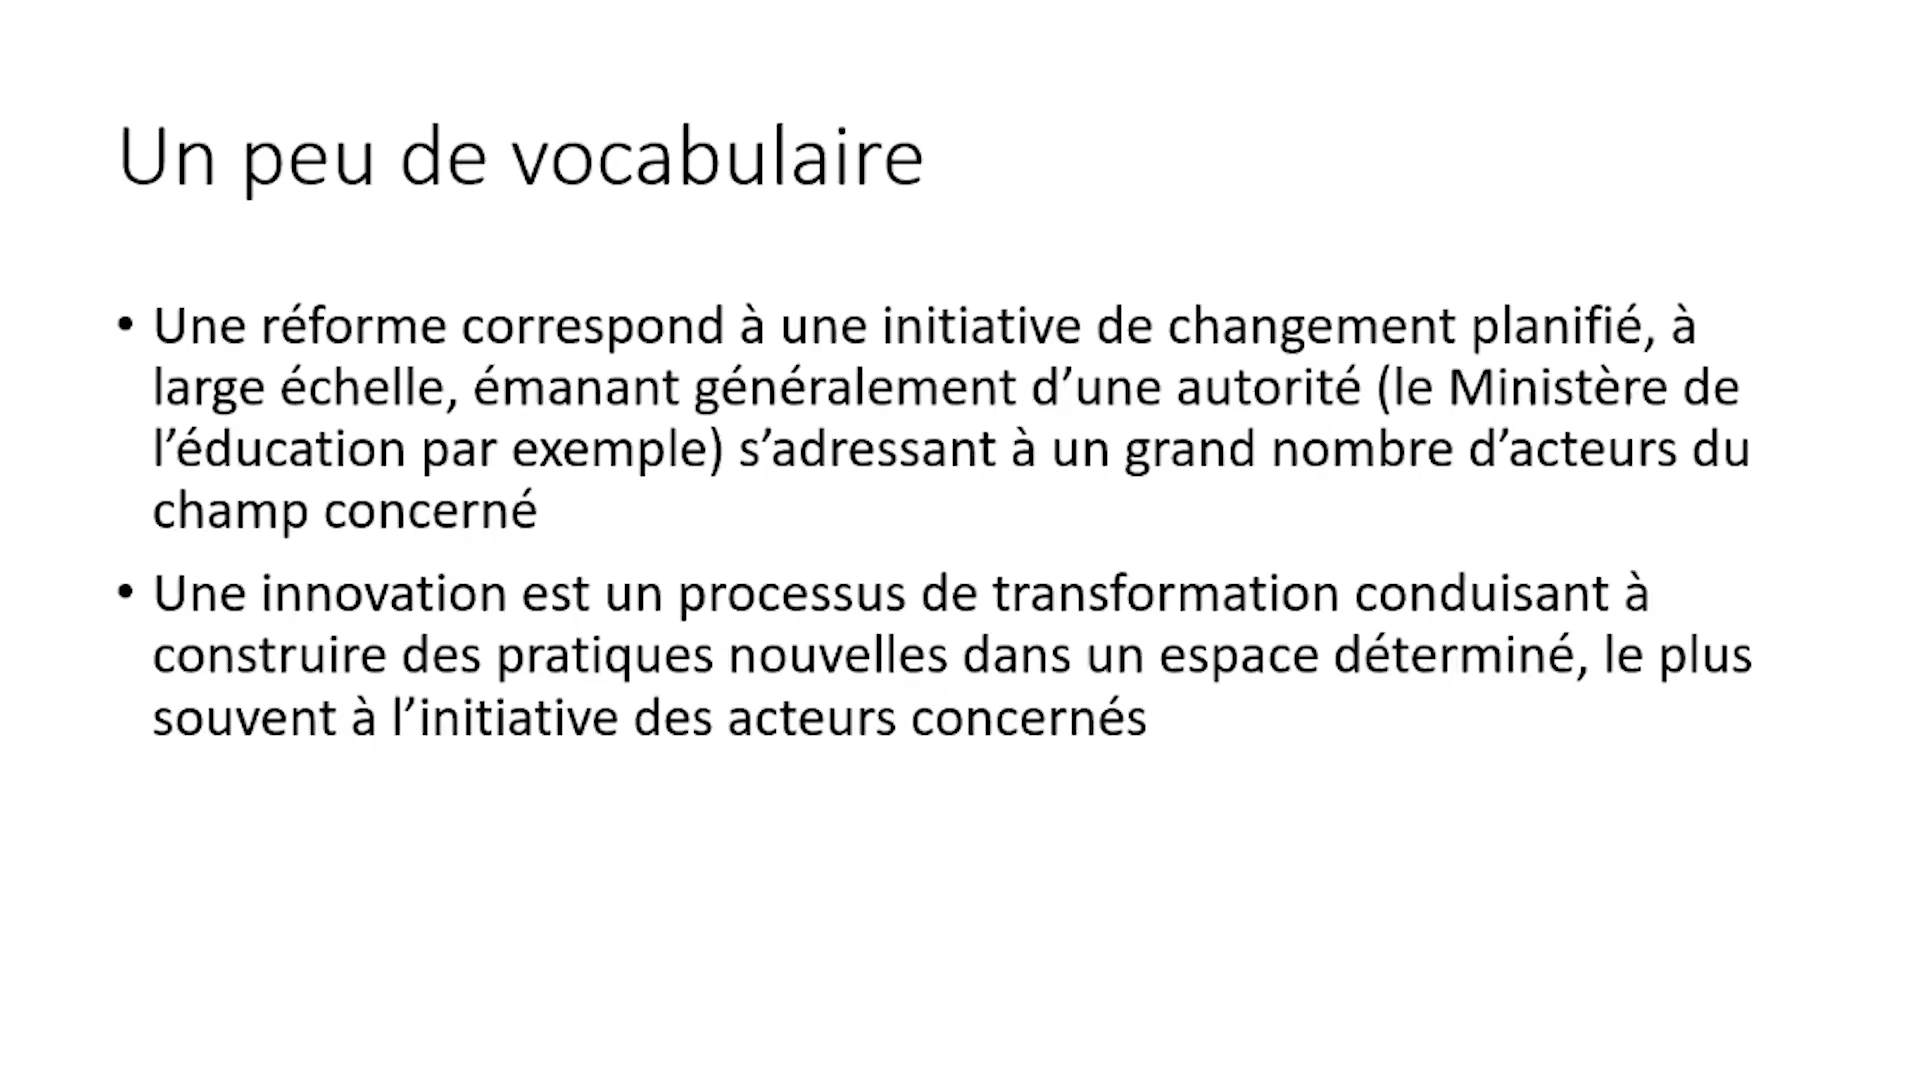 Un peu de vocabulaire
• Une réforme correspond à une initiative de changement planifié, à
large échelle, émanant généralement d’une autorité (le Ministère de
l’éducation par exemple) s’adressant à un grand nombre d’acteurs du
champ concerné
• Une innovation est un processus de transformation conduisant à
construire des pratiques nouvelles dans un espace déterminé, le plus
souvent à l’initiative des acteurs concernés